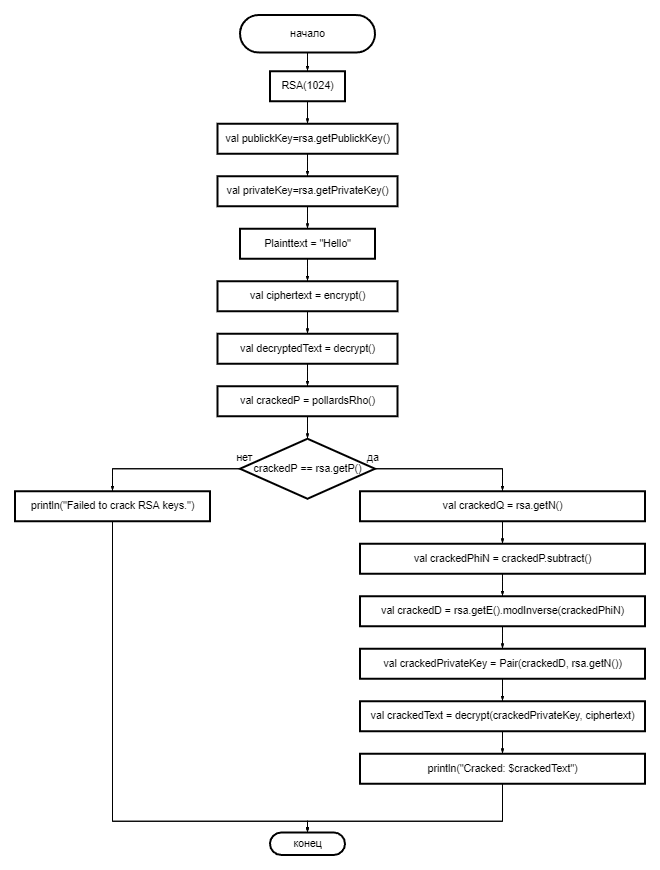 начало
RSA(1024)
val publickKey=rsa.getPublickKey()
val privateKey=rsa.getPrivateKey()
Plainttext = "Hello"
val ciphertext = encrypt()
val decryptedText = decrypt()
val crackedP = pollardsRho()
нет
да
crackedP == rsa.getP()
println("Failed to crack RSA keys.")
val crackedQ = rsa.getN()
val crackedPhiN = crackedP.subtract()
val crackedD = rsa.getE().modInverse(crackedPhiN)
val crackedPrivateKey = Pair(crackedD, rsa.getN())
val crackedText = decrypt(crackedPrivateKey, ciphertext)
println("Cracked: $crackedText")
конец